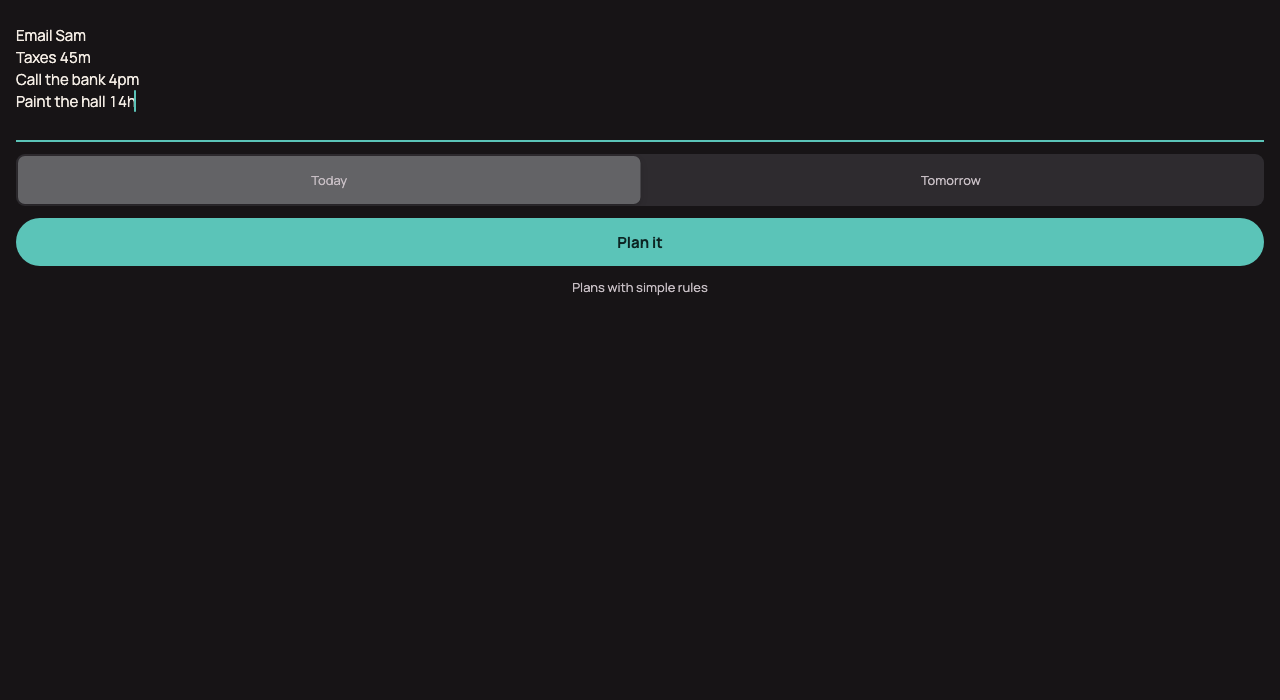 Email Sam
Taxes 45m
Call the bank 4pm
Paint the hall 14h
Today
Tomorrow
Plan it
Plans with simple rules